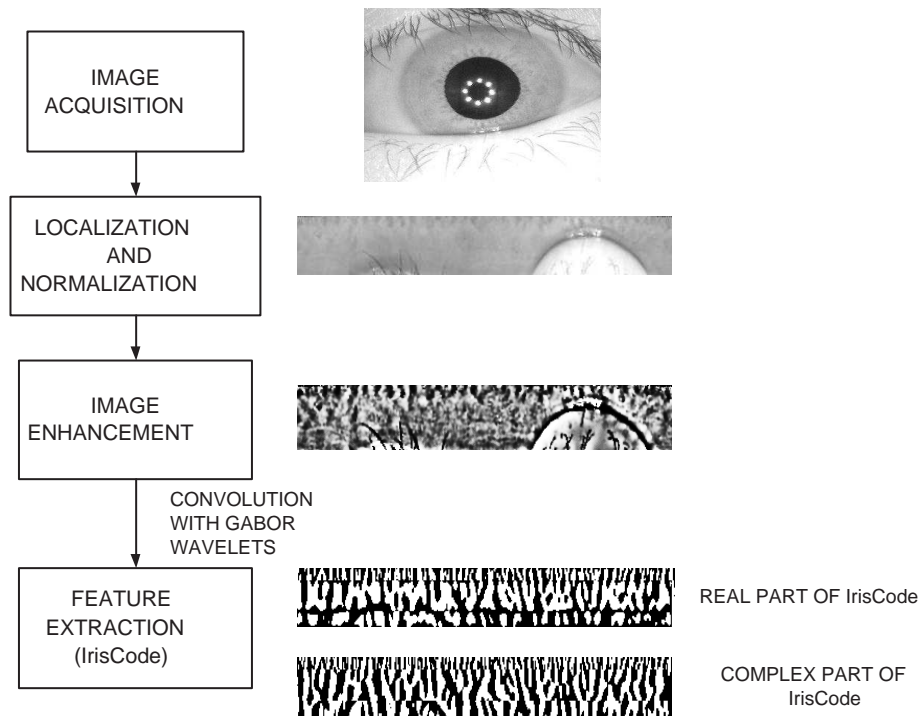 IMAGE
ACQUISITION
LOCALIZATION
AND
NORMALIZATION
IMAGE
ENHANCEMENT
CONVOLUTION
WITH GABOR
WAVELETS
FEATURE
EXTRACTION
(IrisCode)
REAL PART OF IrisCode
COMPLEX PART OF
IrisCode